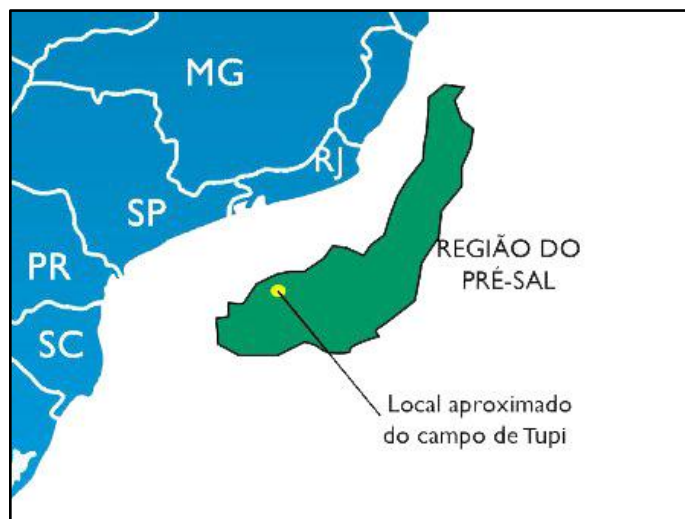 MG
RJ
SP
PR
SC
REGIÃO DO
PRÉ-SAL
Local aproximado
do campo de Tupi